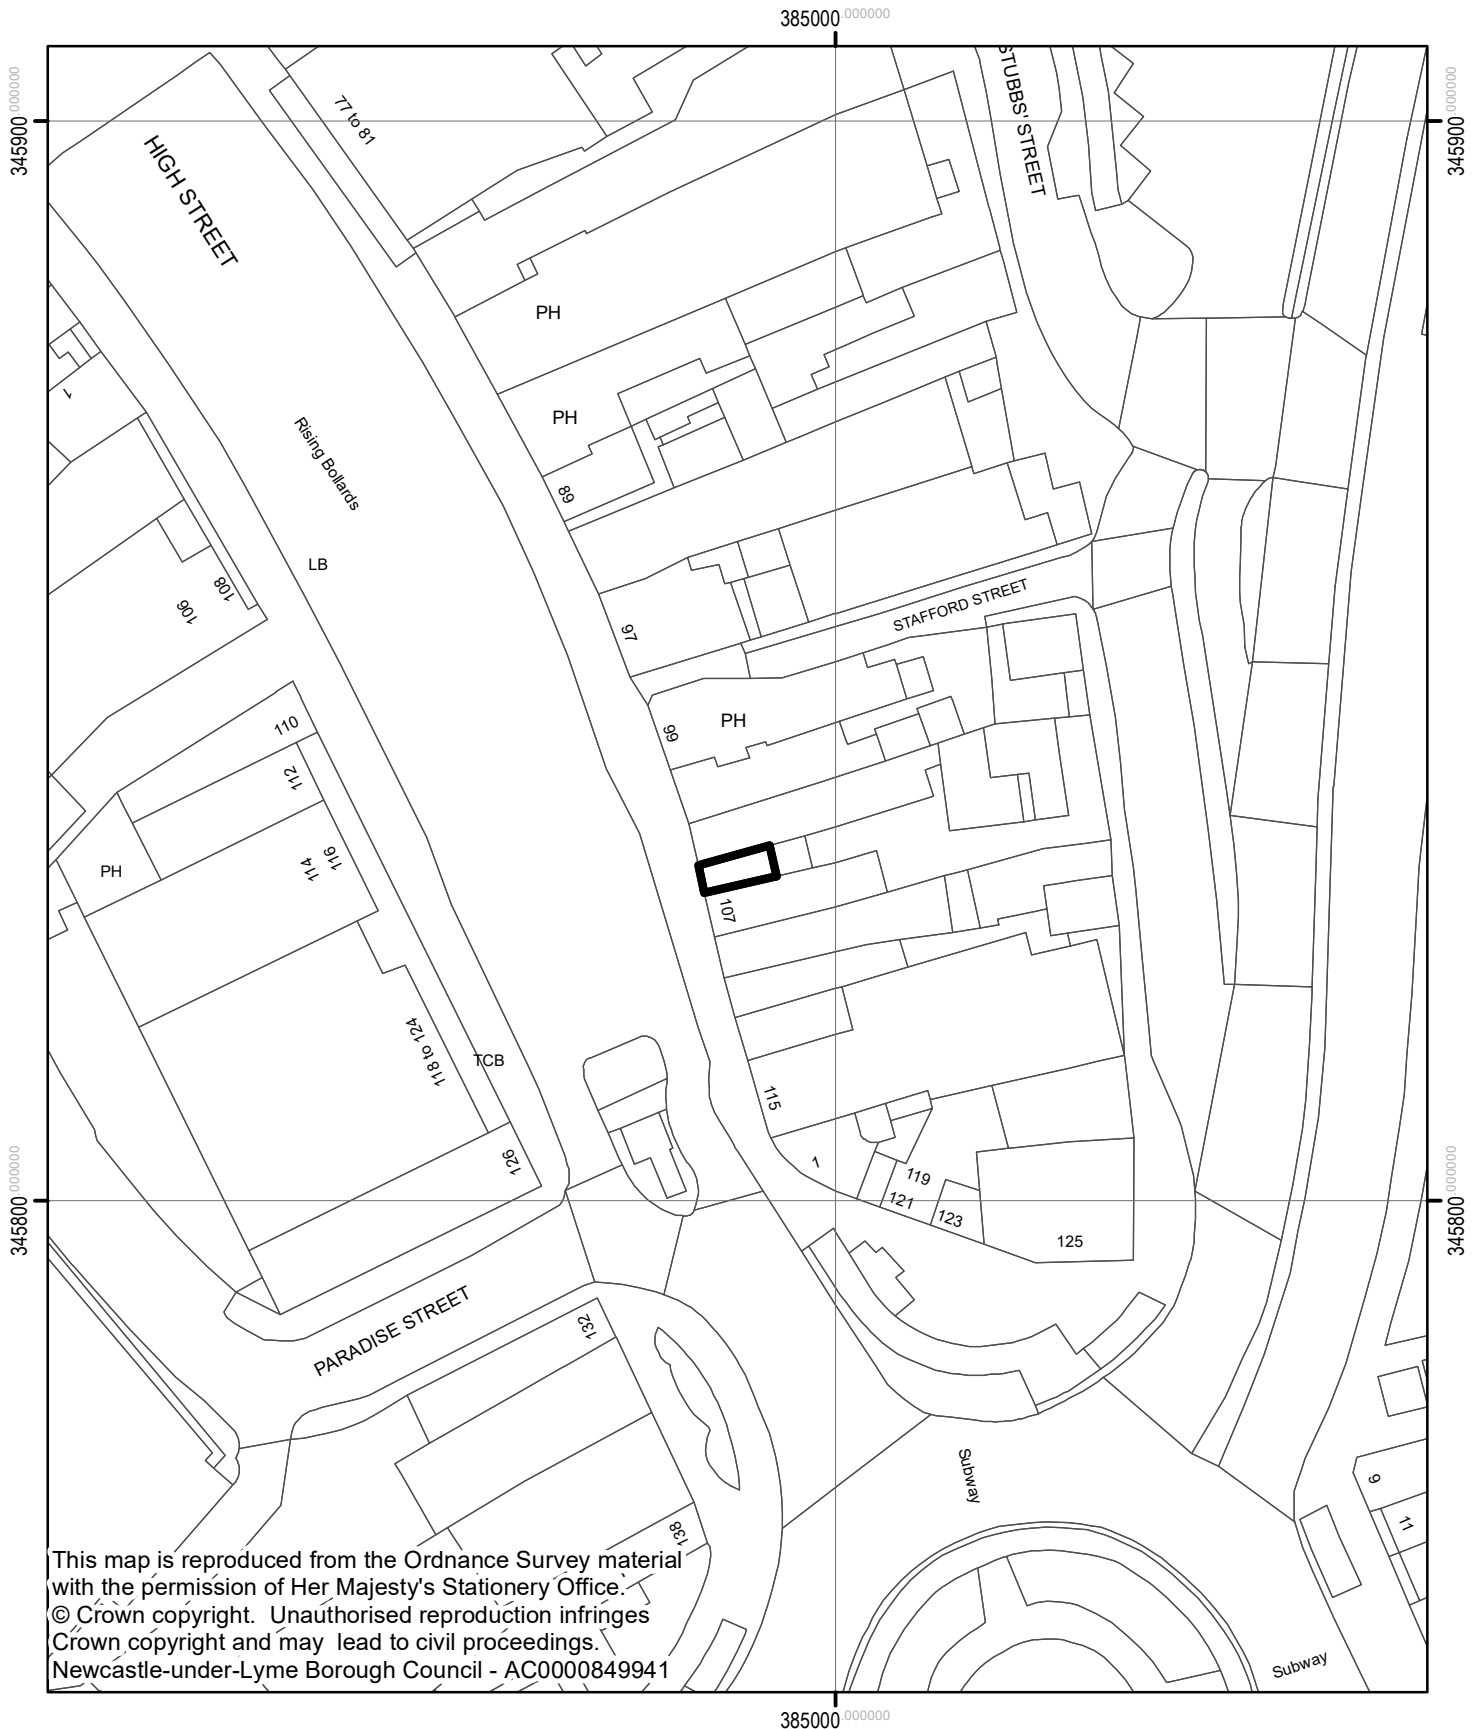 385000.000000
345900.000000
345900.000000
77 to 81
HIGH STREET
STUBBS' STREET
PH
1
PH
Rising Bollards
89
LB
108
106
97
STAFFORD STREET
110
99
PH
112
PH
116
114
107
118 to 124
TCB
115
126
1
119
121
123
125
345800.000000
345800.000000
PARADISE STREET
132
Subway
9
11
138
Subway
This map is reproduced from the Ordnance Survey material
with the permission of Her Majesty's Stationery Office.
© Crown copyright.  Unauthorised reproduction infringes
Crown copyright and may  lead to civil proceedings.
Newcastle-under-Lyme Borough Council - AC0000849941
385000.000000